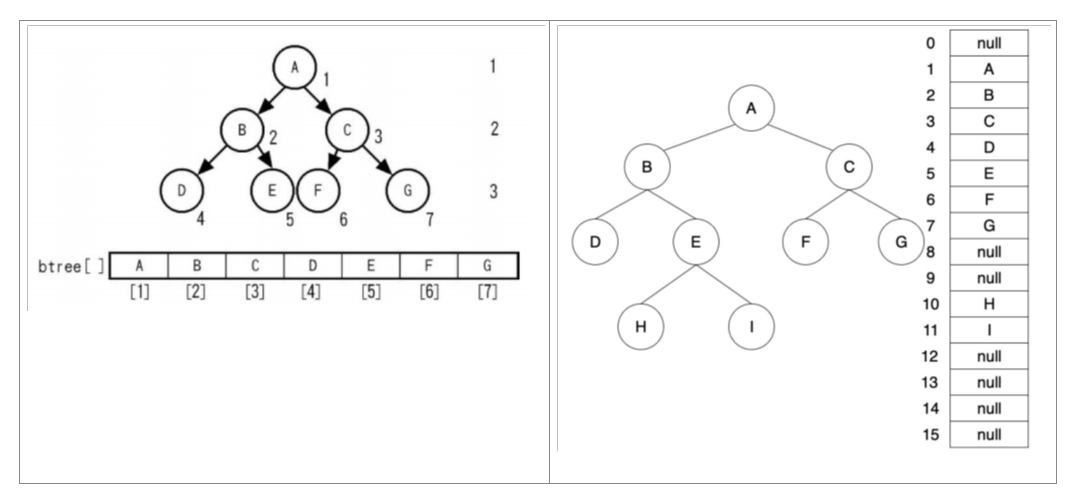 A
1
1
B
2
C
3
2
D
4
E
5
F
6
G
7
3
btree[ ] A B C D E F G
[1] [2] [3] [4] [5] [6] [7]
A
B
C
D
E
F
G
H
I
0 null
1 A
2 B
3 C
4 D
5 E
6 F
7 G
8 null
9 null
10 H
11 I
12 null
13 null
14 null
15 null